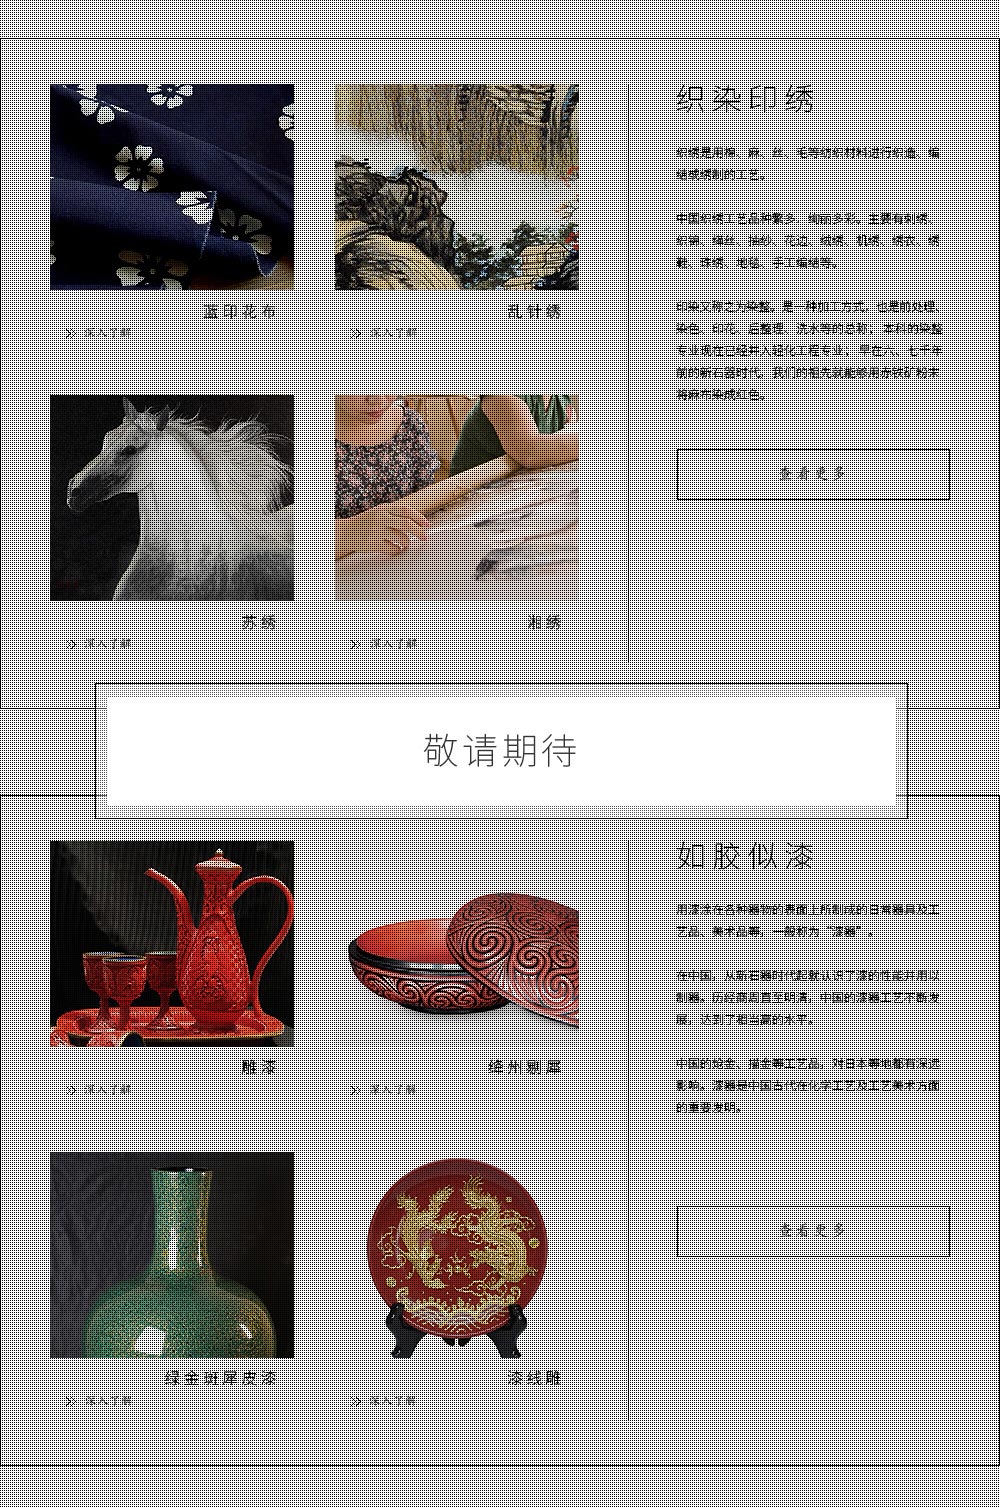 织染印绣
织绣是用棉、麻、丝、毛等纺织材料进行织造、编
结或绣制的工艺。
中国织绣工艺品种繁多,绚丽多彩。主要有刺绣、
织锦、缂丝、抽纱、花边、绒绣、机绣、绣衣、绣
鞋、珠绣、地毯、手工编结等。
印染又称之为染整。是一种加工方式,也是前处理、
染色、印花、后整理、洗水等的总称;本科的染整
专业现在已经并入轻化工程专业;早在六、七千年
前的新石器时代,我们的祖先就能够用赤铁矿粉末
将麻布染成红色。
查看更多
蓝印花布
深入了解
乱针绣
深入了解
苏绣
深入了解
湘绣
深入了解
敬请期待
如胶似漆
用漆涂在各种器物的表面上所制成的日常器具及工
艺品、美术品等,一般称为“漆器”。
在中国,从新石器时代起就认识了漆的性能并用以
制器。历经商周直至明清,中国的漆器工艺不断发
展,达到了相当高的水平。
中国的炝金、描金等工艺品,对日本等地都有深远
影响。漆器是中国古代在化学工艺及工艺美术方面
的重要发明。
查看更多
雕漆
深入了解
绛州剔犀
深入了解
绿金斑犀皮漆
深入了解
漆线雕
深入了解